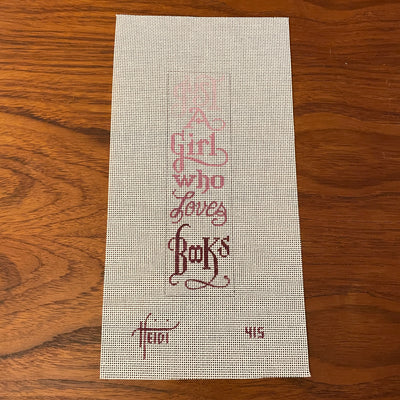 A
Girl
who
Loves
Books
Heidi 415